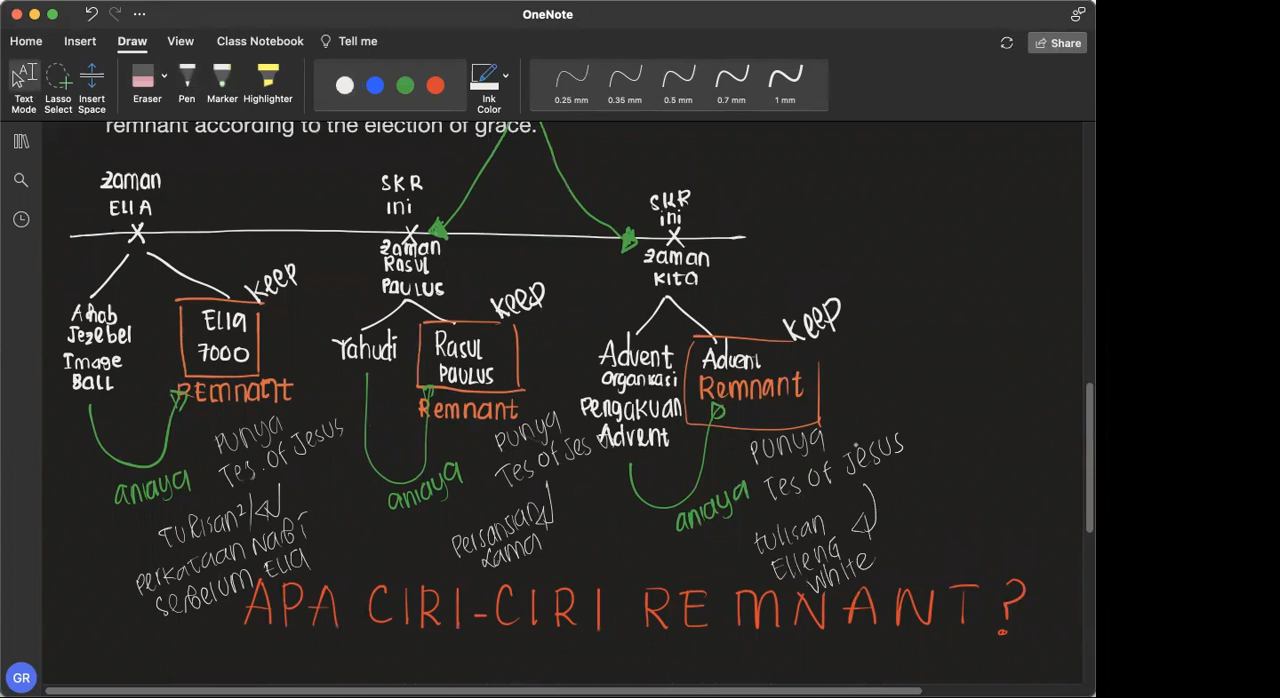 OneNote
Home Insert Draw View Class Notebook Tell me
Share
Text Mode
Lasso Select
Insert Space
Eraser
Pen
Marker
Highlighter
Ink Color
0.25 mm
0.35 mm
0.5 mm
0.7 mm
1 mm
remnant according to the election of grace.
Zaman
ELIA
SKR
ini
SKR
ini
Zaman
Rasul
PAULUS
Zaman
KITA
Keep
Ahab
Jezebel
Image
BALL
Elia
7000
REMNANT
Keep
Yahudi
Rasul
PAULUS
Remnant
Keep
Advent
organisasi
Pengakuan
Advent
Advent
Remnant
aniaya
Punya
Tes. of Jesus
Tulisan2/
Perkataan Nabi
Sebelum Elia
aniaya
Punya
Tes of Jes
Persansian
Lama
aniaya
Punya
Tes of Jesus
tulisan
Elleng
White
APA CIRI-CIRI REMNANT?
GR